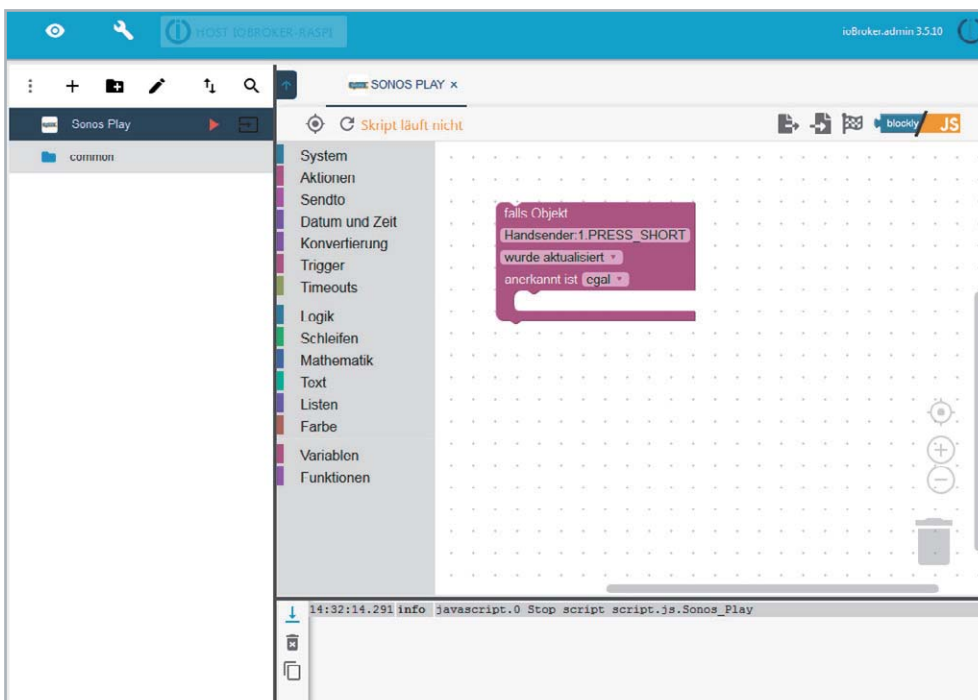 HOST IOBROKER-RASPI
ioBroker.admin 3.5.10
SONOS PLAY ×
Sonos Play
Skript läuft nicht
blockly JS
common
System
Aktionen
Sendto
Datum und Zeit
Konvertierung
Trigger
Timeouts
Logik
Schleifen
Mathematik
Text
Listen
Farbe
Variablen
Funktionen
falls Objekt
Handsender:1.PRESS_SHORT
wurde aktualisiert
anerkannt ist egal
14:32:14.291 info javascript.0 Stop script script.js.Sonos_Play